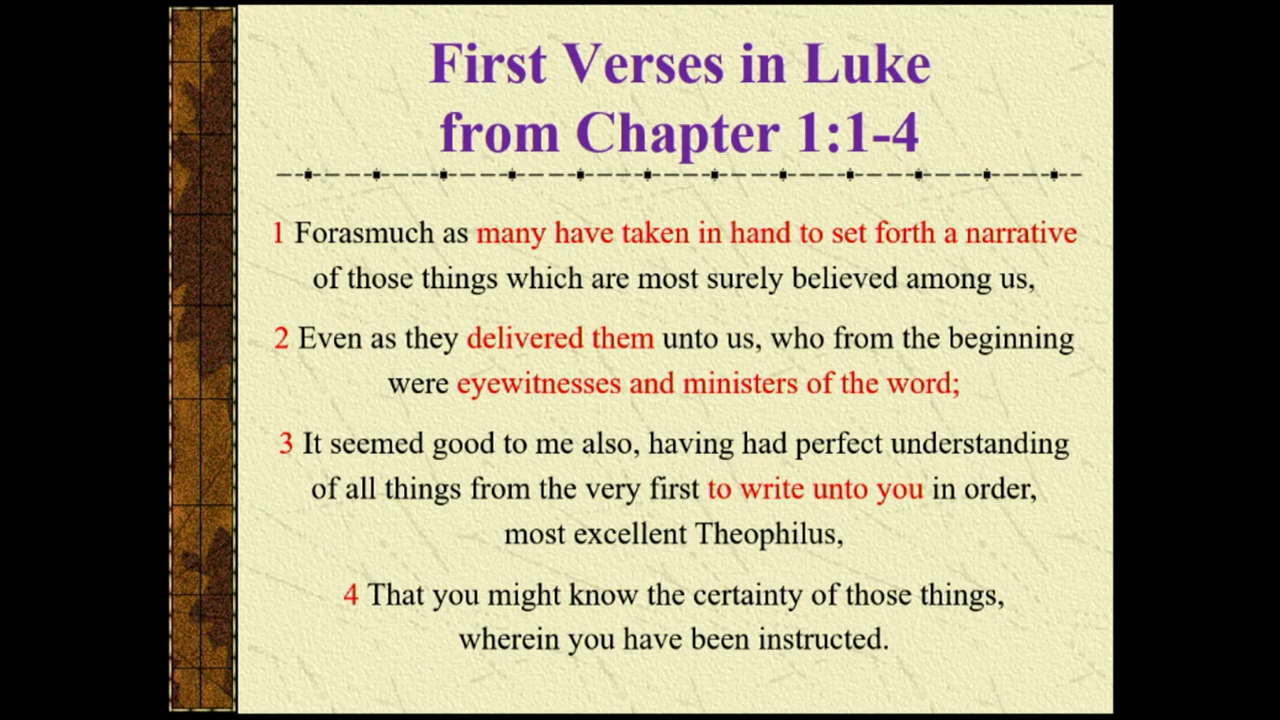 First Verses in Luke
from Chapter 1:1-4
1 Forasmuch as many have taken in hand to set forth a narrative
of those things which are most surely believed among us,
2 Even as they delivered them unto us, who from the beginning
were eyewitnesses and ministers of the word;
3 It seemed good to me also, having had perfect understanding
of all things from the very first to write unto you in order,
most excellent Theophilus,
4 That you might know the certainty of those things,
wherein you have been instructed.